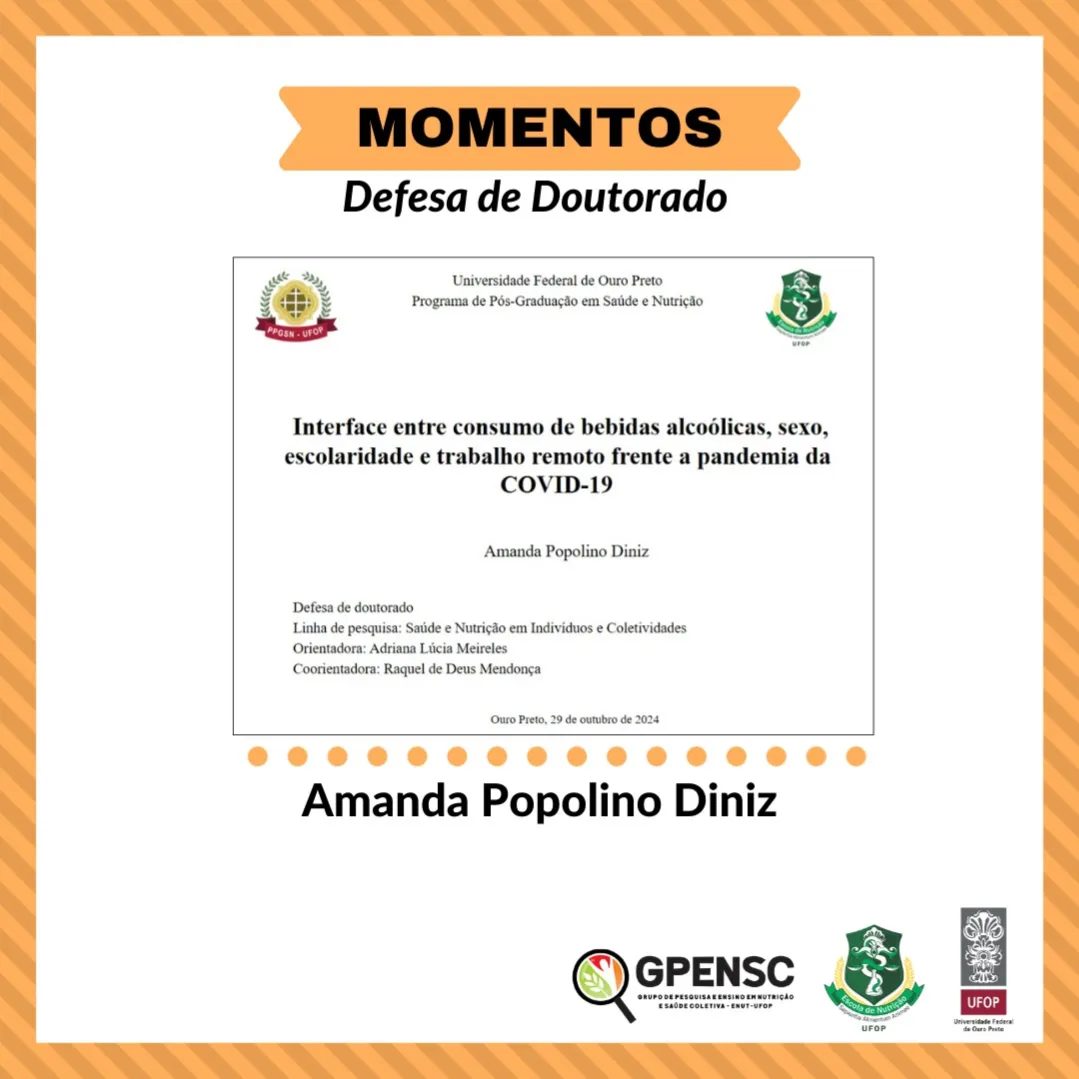 MOMENTOS
Defesa de Doutorado
Universidade Federal de Ouro Preto
Programa de Pós-Graduação em Saúde e Nutrição
PPGSN - UFOP
Escola de Nutrição
UFOP
Interface entre consumo de bebidas alcoólicas, sexo,
escolaridade e trabalho remoto frente a pandemia da
COVID-19
Amanda Popolino Diniz
Defesa de doutorado
Linha de pesquisa: Saúde e Nutrição em Indivíduos e Coletividades
Orientadora: Adriana Lúcia Meireles
Coorientadora: Raquel de Deus Mendonça
Ouro Preto, 29 de outubro de 2024
Amanda Popolino Diniz
GPENSC
GRUPO DE PESQUISA E ENSINO EM NUTRIÇÃO
E SAÚDE COLETIVA - ENUT-UFOP
Escola de Nutrição
UFOP
UFOP
Universidade Federal
de Ouro Preto